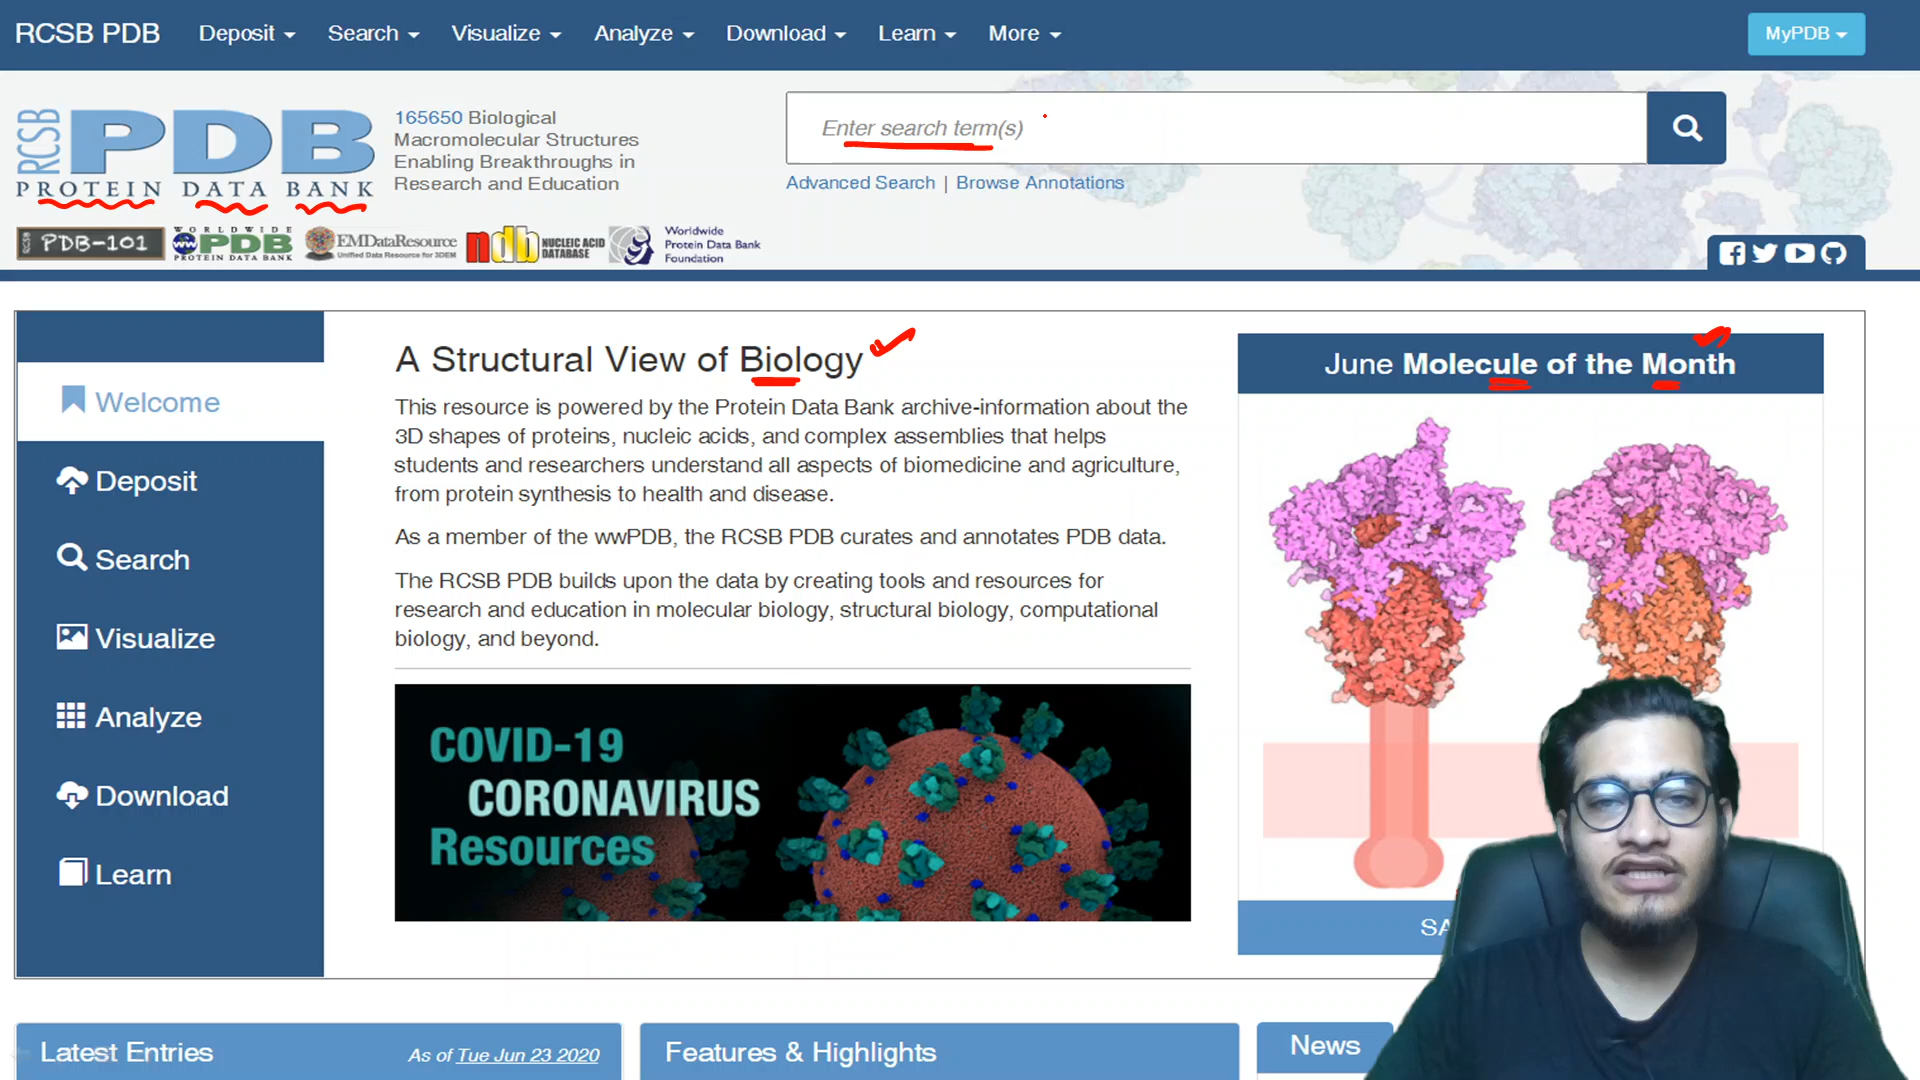 RCSB PDB Deposit Search Visualize Analyze Download Learn More MyPDB
RCSB PDB
PROTEIN DATA BANK
165650 Biological
Macromolecular Structures
Enabling Breakthroughs in
Research and Education
Enter search term(s)
Advanced Search | Browse Annotations
RCSB PDB-101
WORLDWIDE
PDB
PROTEIN DATA BANK
EMDataResource
Unified Data Resource for 3DEM
ndb NUCLEIC ACID
DATABASE
Worldwide
Protein Data Bank
Foundation
Welcome
Deposit
Search
Visualize
Analyze
Download
Learn
A Structural View of Biology
This resource is powered by the Protein Data Bank archive-information about the
3D shapes of proteins, nucleic acids, and complex assemblies that helps
students and researchers understand all aspects of biomedicine and agriculture,
from protein synthesis to health and disease.
As a member of the wwPDB, the RCSB PDB curates and annotates PDB data.
The RCSB PDB builds upon the data by creating tools and resources for
research and education in molecular biology, structural biology, computational
biology, and beyond.
COVID-19
CORONAVIRUS
Resources
June Molecule of the Month
Latest Entries As of Tue Jun 23 2020
Features & Highlights
News